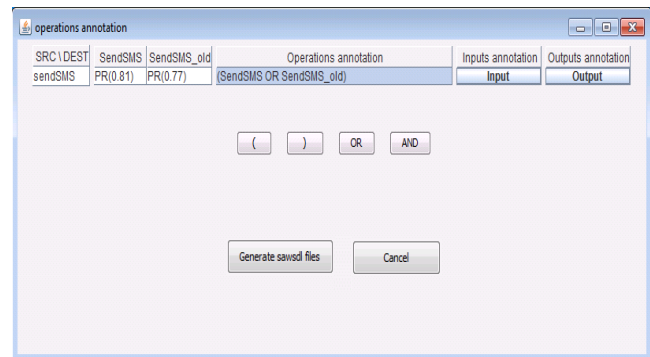 operations annotation
SRC \ DEST SendSMS SendSMS_old Operations annotation Inputs annotation Outputs annotation
sendSMS PR(0.81) PR(0.77) (SendSMS OR SendSMS_old) Input Output
( ) OR AND
Generate sawsdl files Cancel